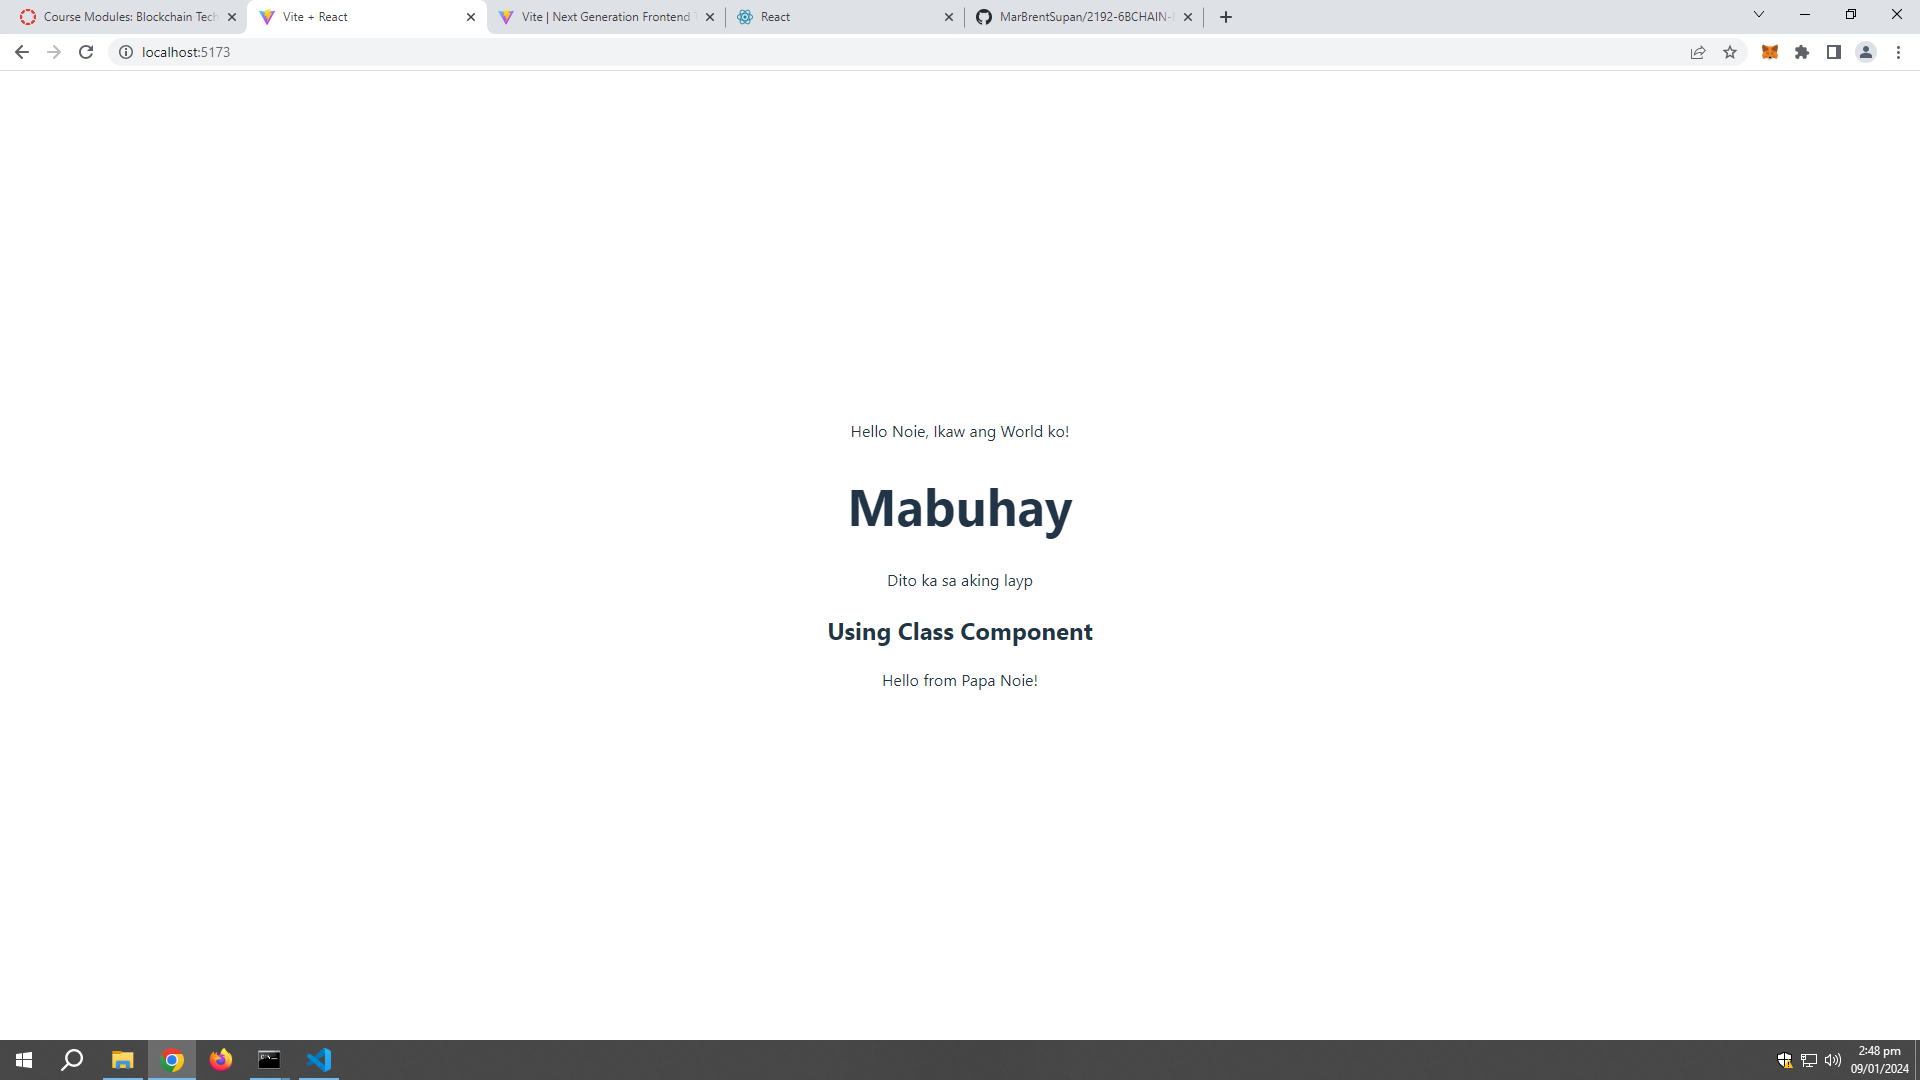 Course Modules: Blockchain Tech
Vite + React
Vite | Next Generation Frontend
React
MarBrentSupan/2192-6BCHAIN-
localhost:5173
Hello Noie, Ikaw ang World ko!
Mabuhay
Dito ka sa aking layp
Using Class Component
Hello from Papa Noie!
2:48 pm
09/01/2024